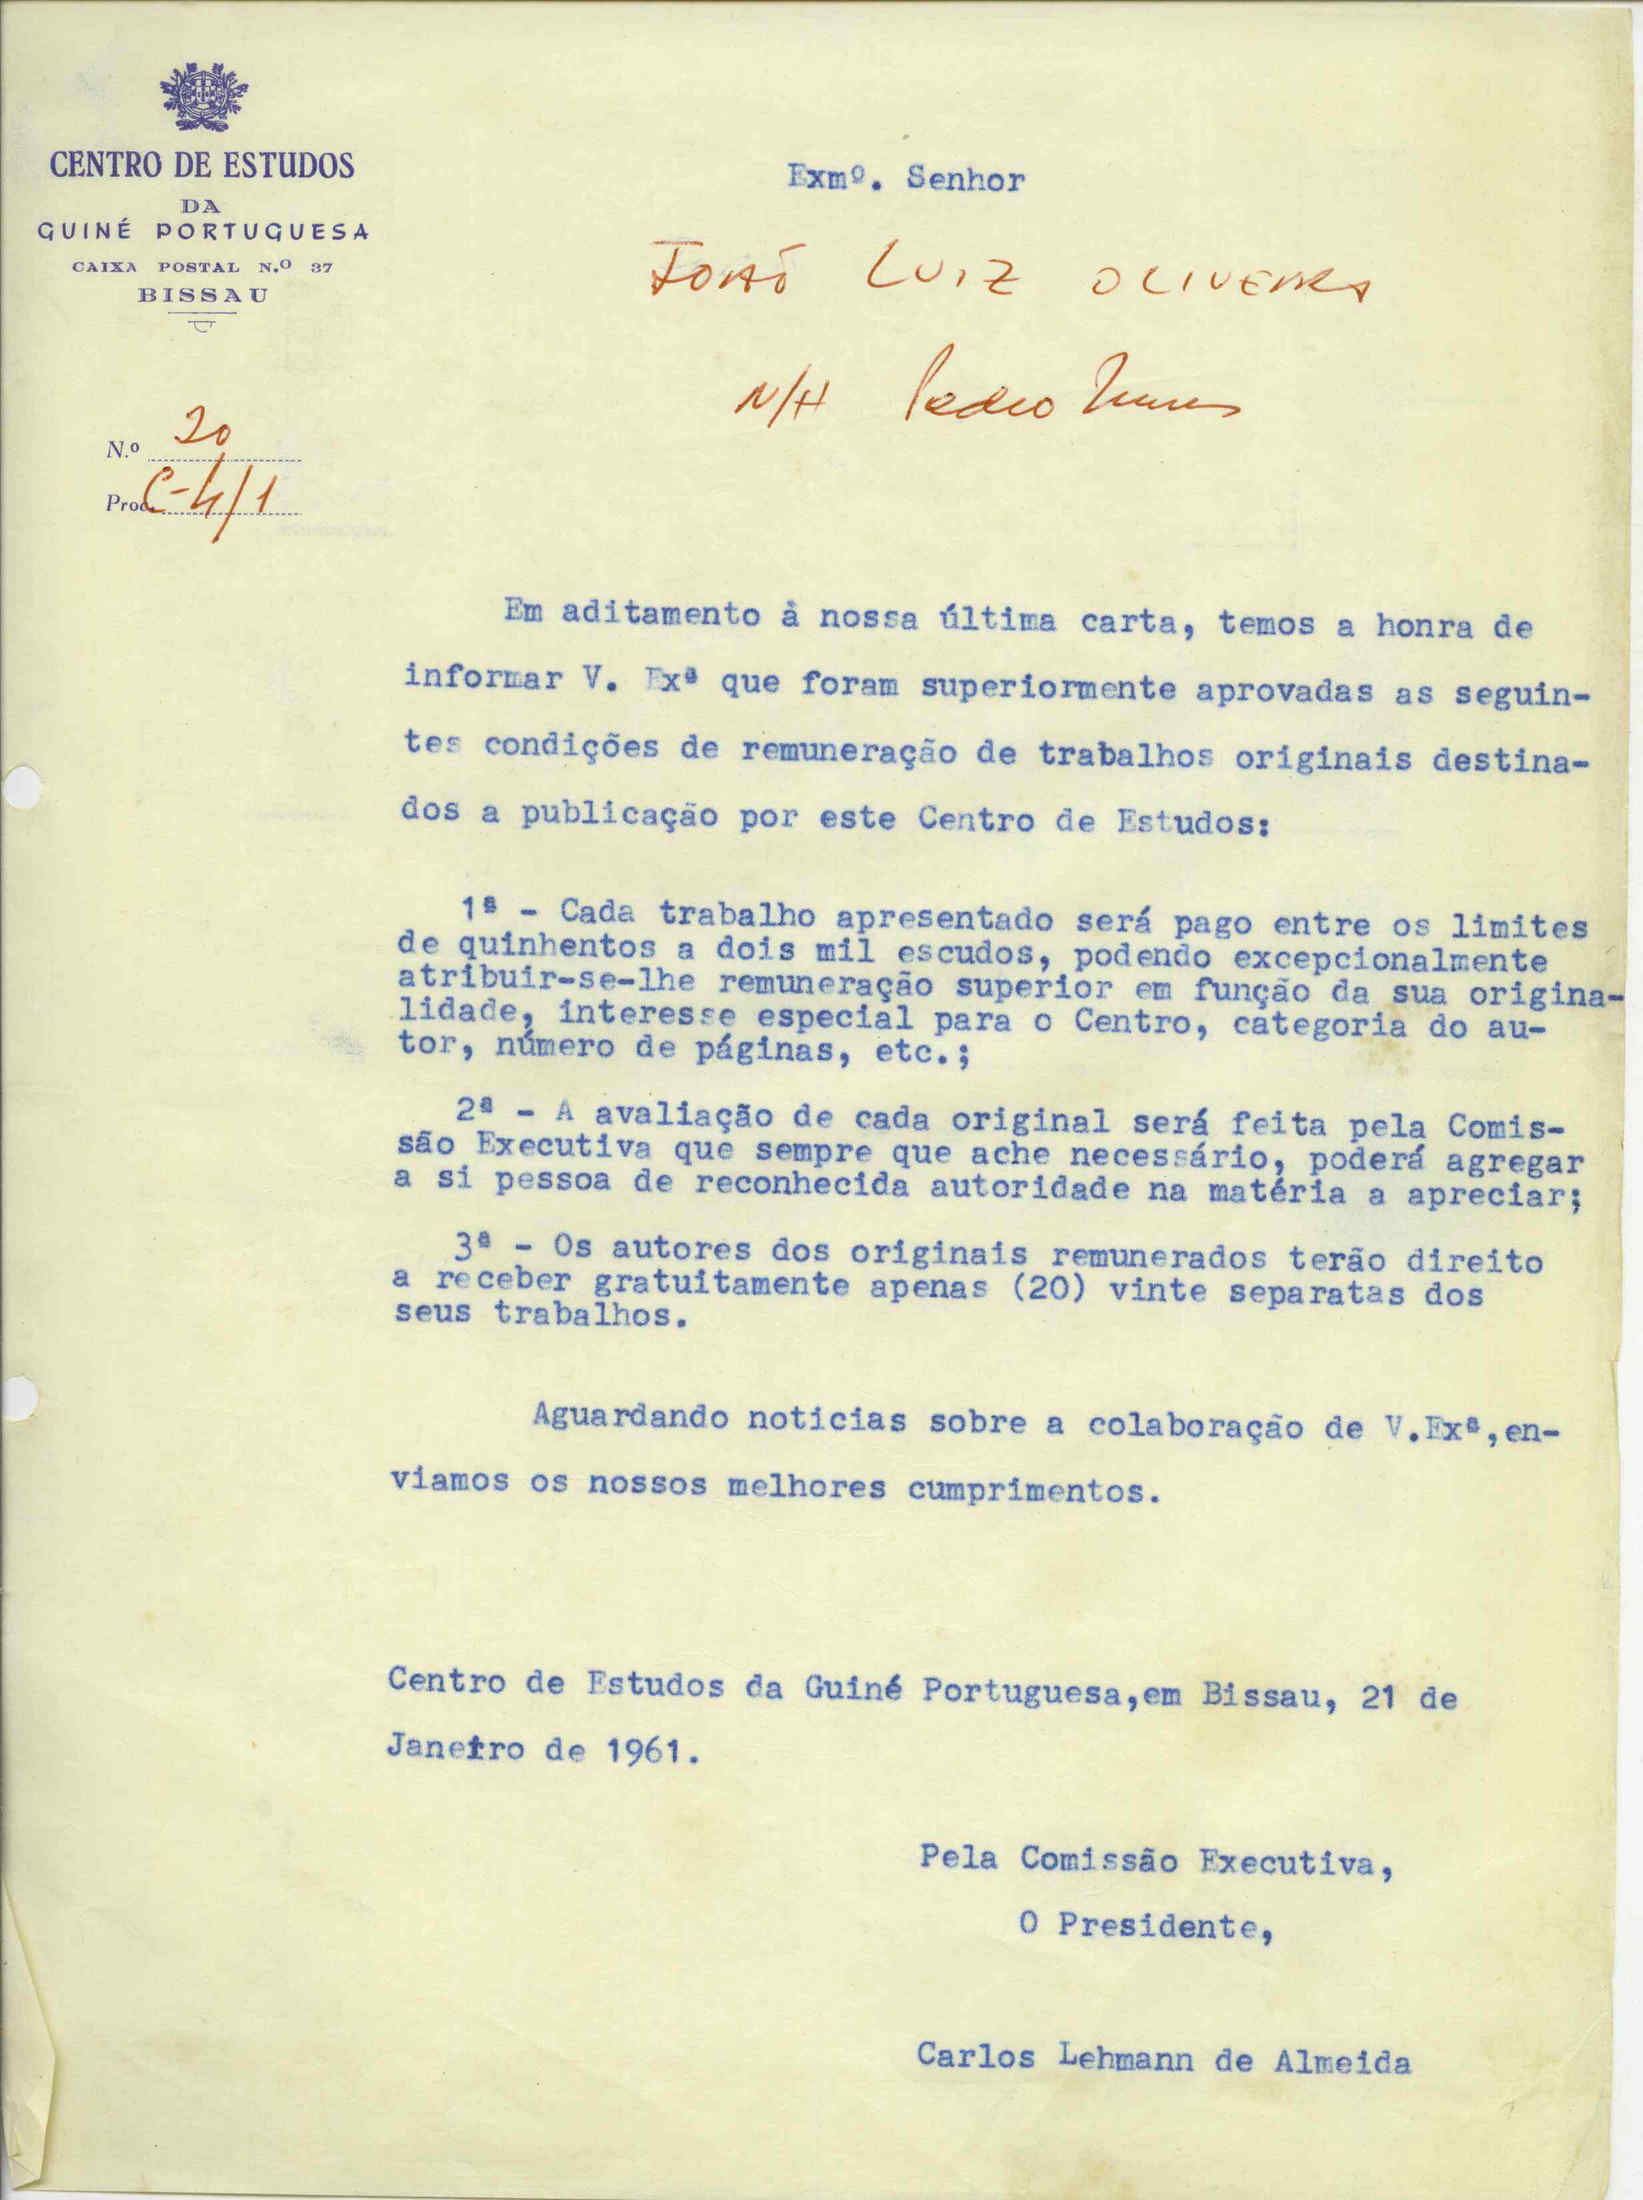 CENTRO DE ESTUDOS
DA
GUINÉ PORTUGUESA
CAIXA POSTAL N.º 37
BISSAU
Exmº. Senhor
JOÃO LUIZ OLIVEIRA
N/H Pedro Nunes
N.º 20
Proc. C-4/1
Em aditamento à nossa última carta, temos a honra de
informar V. Exª que foram superiormente aprovadas as seguin-
tes condições de remuneração de trabalhos originais destina-
dos a publicação por este Centro de Estudos:
1ª - Cada trabalho apresentado será pago entre os limites
de quinhentos a dois mil escudos, podendo excepcionalmente
atribuir-se-lhe remuneração superior em função da sua origina-
lidade, interesse especial para o Centro, categoria do au-
tor, número de páginas, etc.;
2ª - A avaliação de cada original será feita pela Comis-
são Executiva que sempre que ache necessário, poderá agregar
a si pessoa de reconhecida autoridade na matéria a apreciar;
3ª - Os autores dos originais remunerados terão direito
a receber gratuitamente apenas (20) vinte separatas dos
seus trabalhos.
Aguardando noticias sobre a colaboração de V.Exª,en-
viamos os nossos melhores cumprimentos.
Centro de Estudos da Guiné Portuguesa,em Bissau, 21 de
Janeiro de 1961.
Pela Comissão Executiva,
O Presidente,
Carlos Lehmann de Almeida